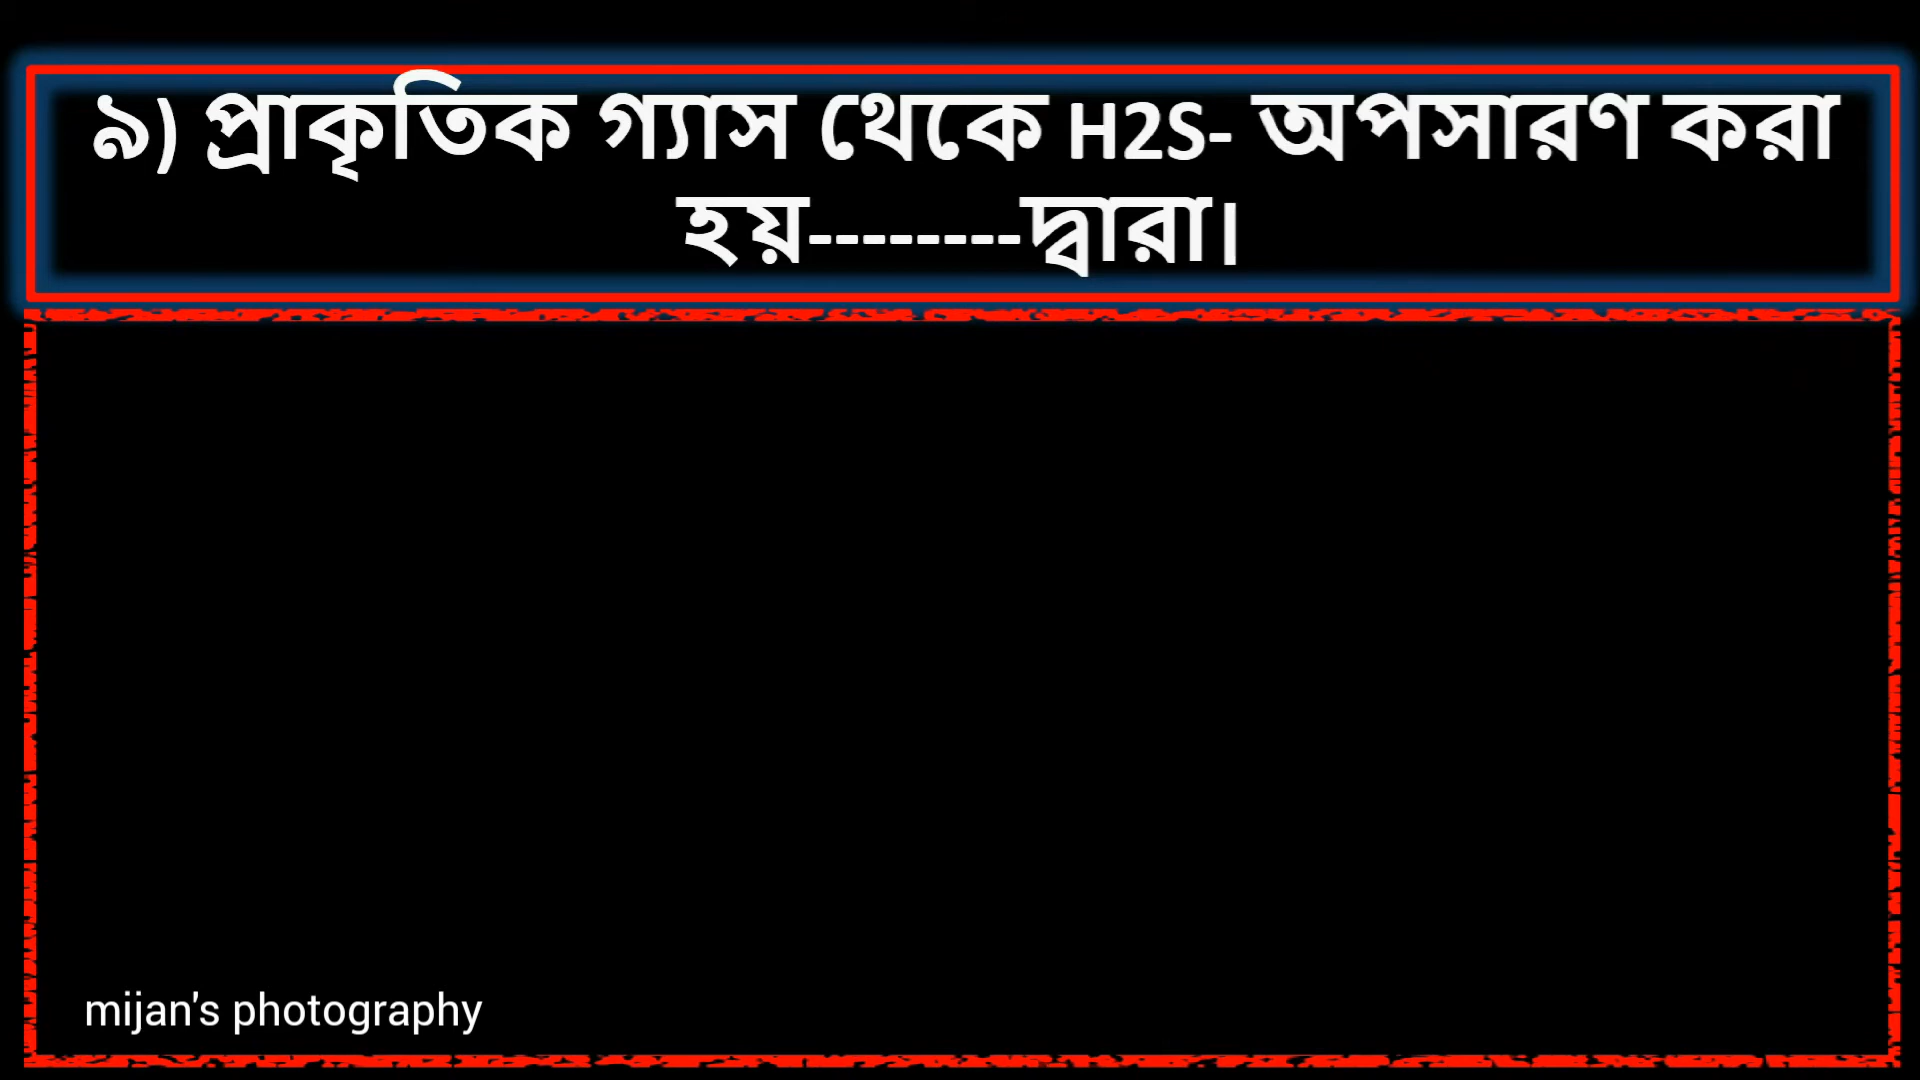 ৯) প্রাকৃতিক গ্যাস থেকে H2S- অপসারণ করা
হয়--------দ্বারা।
mijan's photography